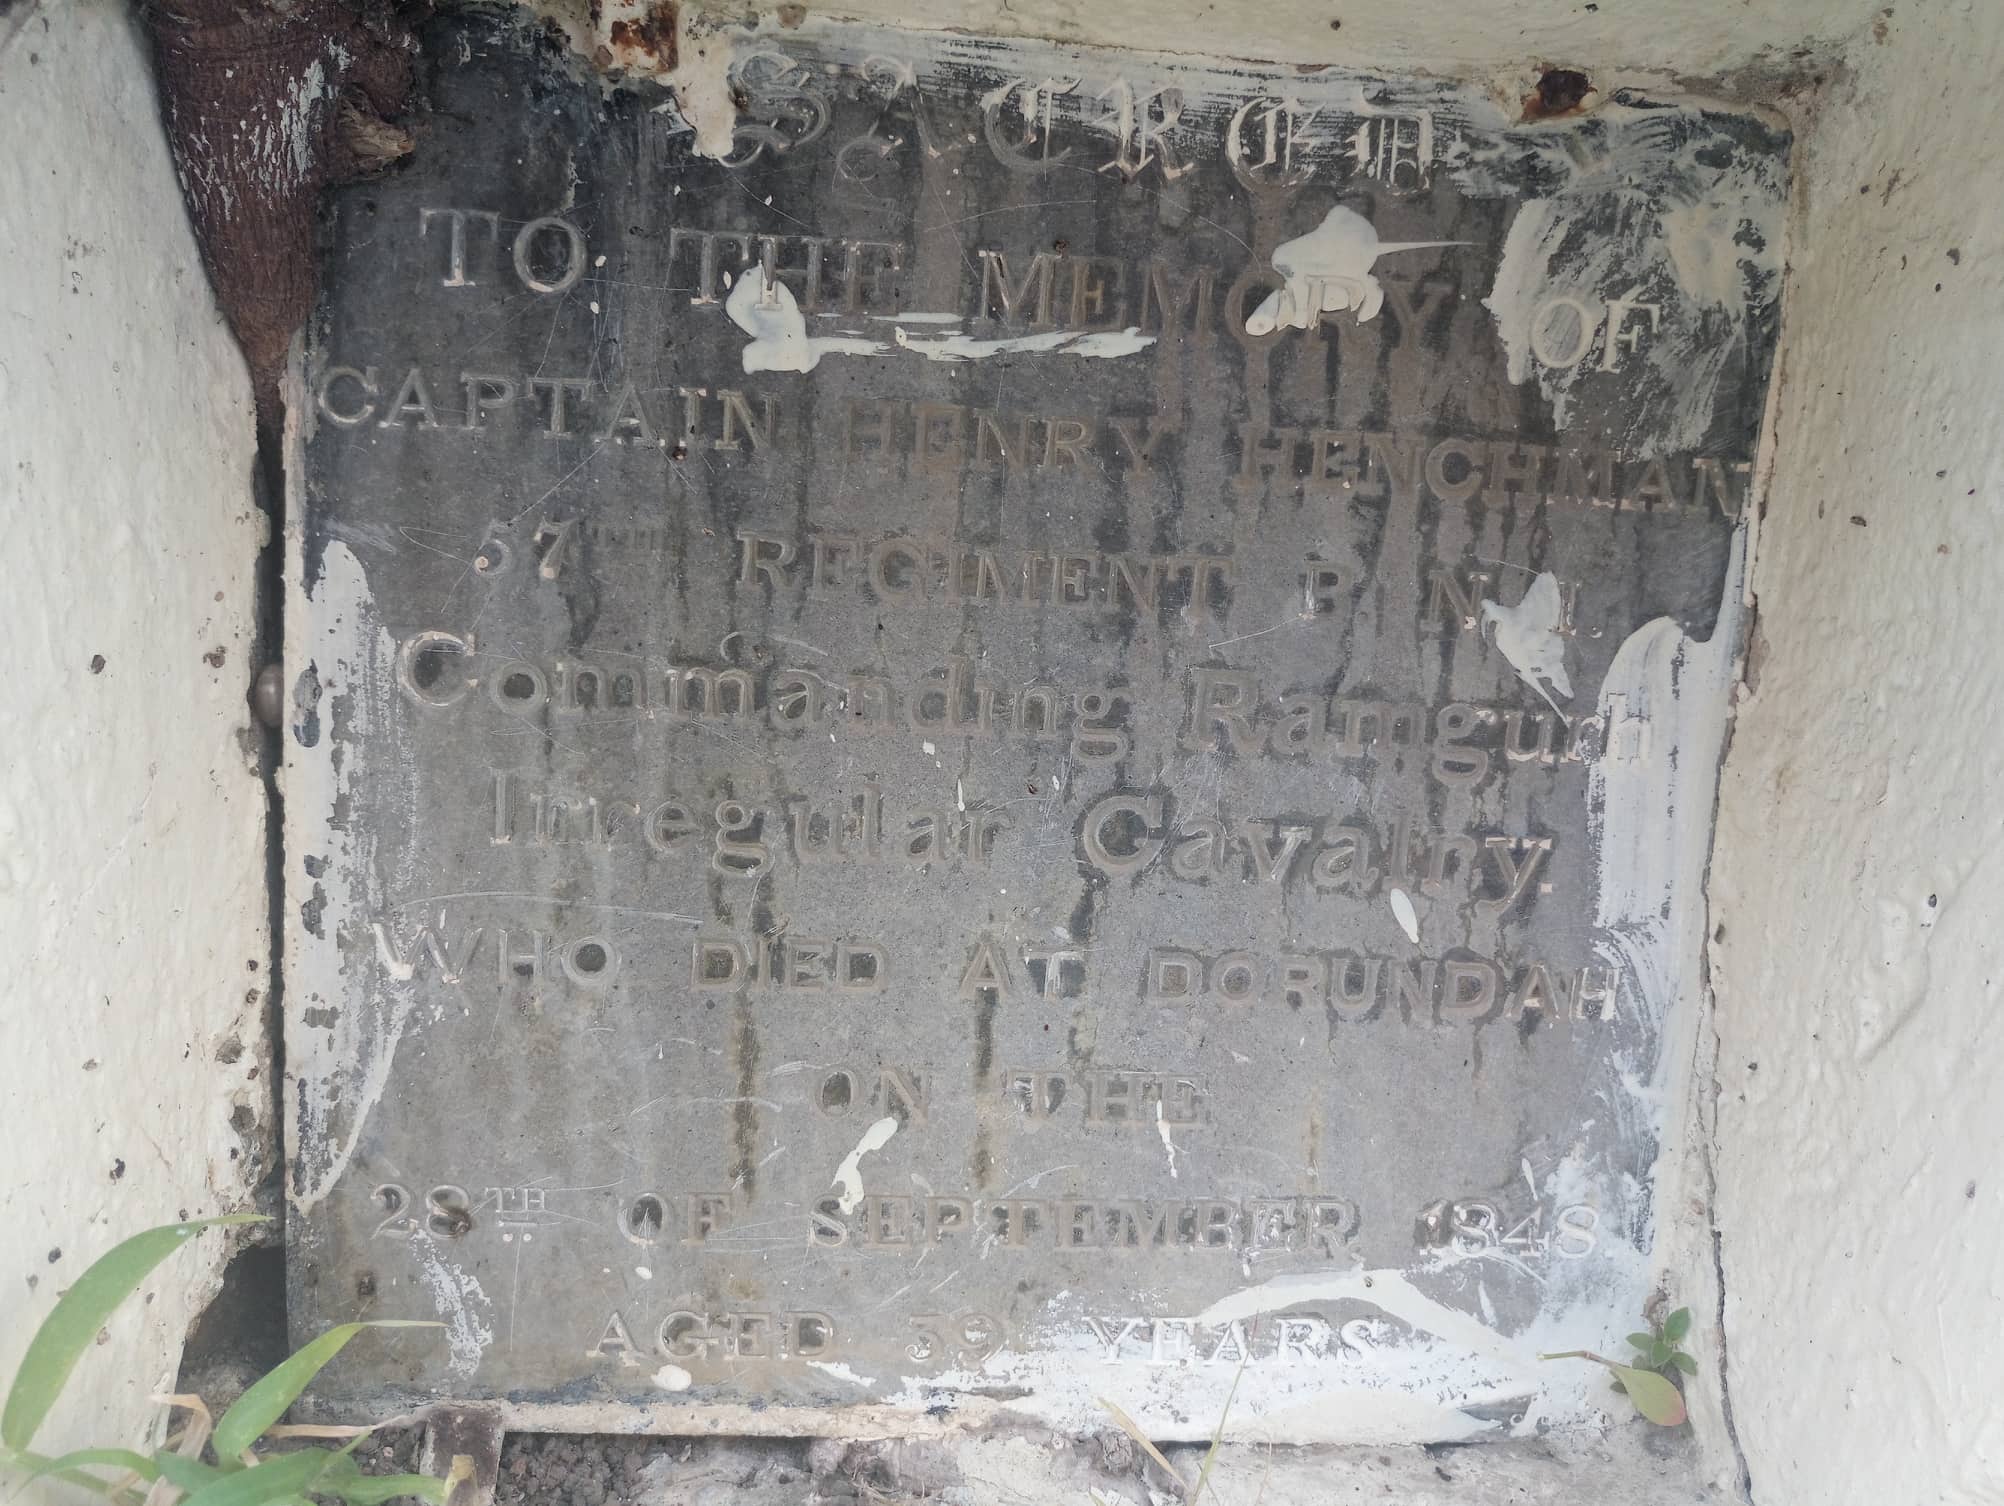 SACRED
TO THE MEMORY OF
CAPTAIN HENRY HENCHMAN
57TH REGIMENT B. N. I.
Commanding Ramgurh
Irregular Cavalry.
WHO DIED AT DORUNDAH
ON THE
28TH OF SEPTEMBER 1848
AGED 39 YEARS